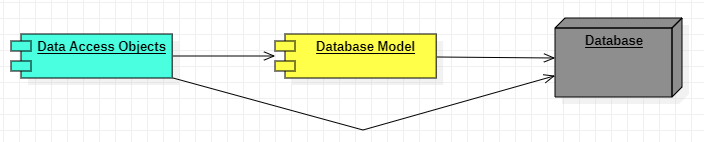 Data Access Objects
Database Model
Database